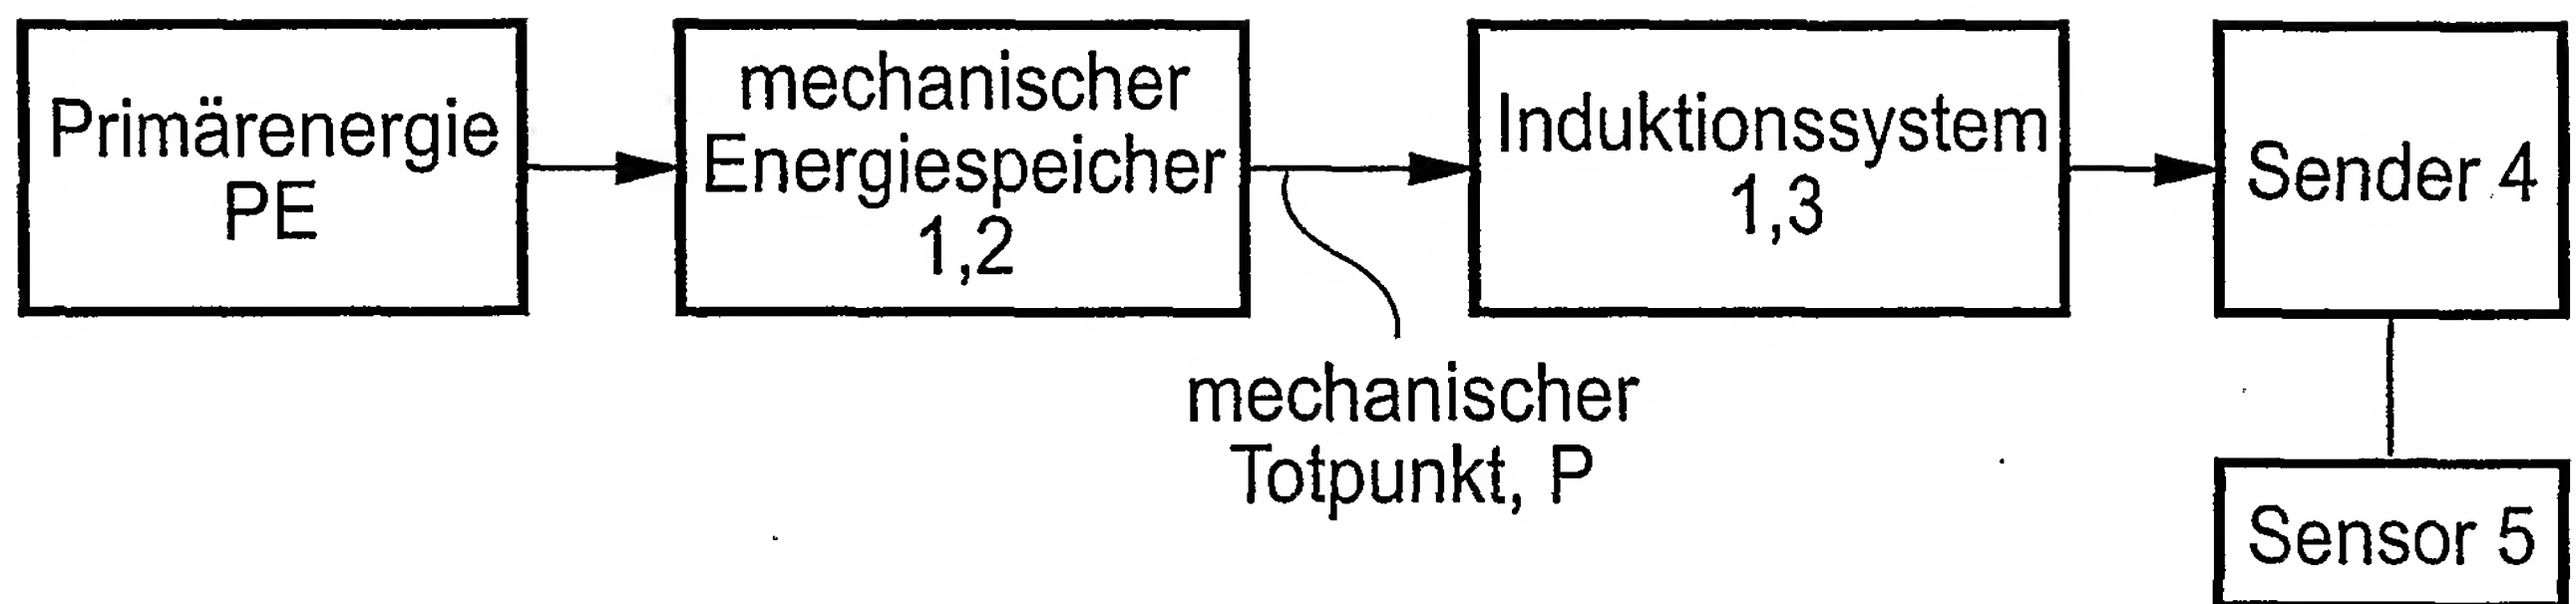 Primärenergie
PE
mechanischer
Energiespeicher
1,2
Induktionssystem
1,3
Sender 4
mechanischer
Totpunkt, P
Sensor 5